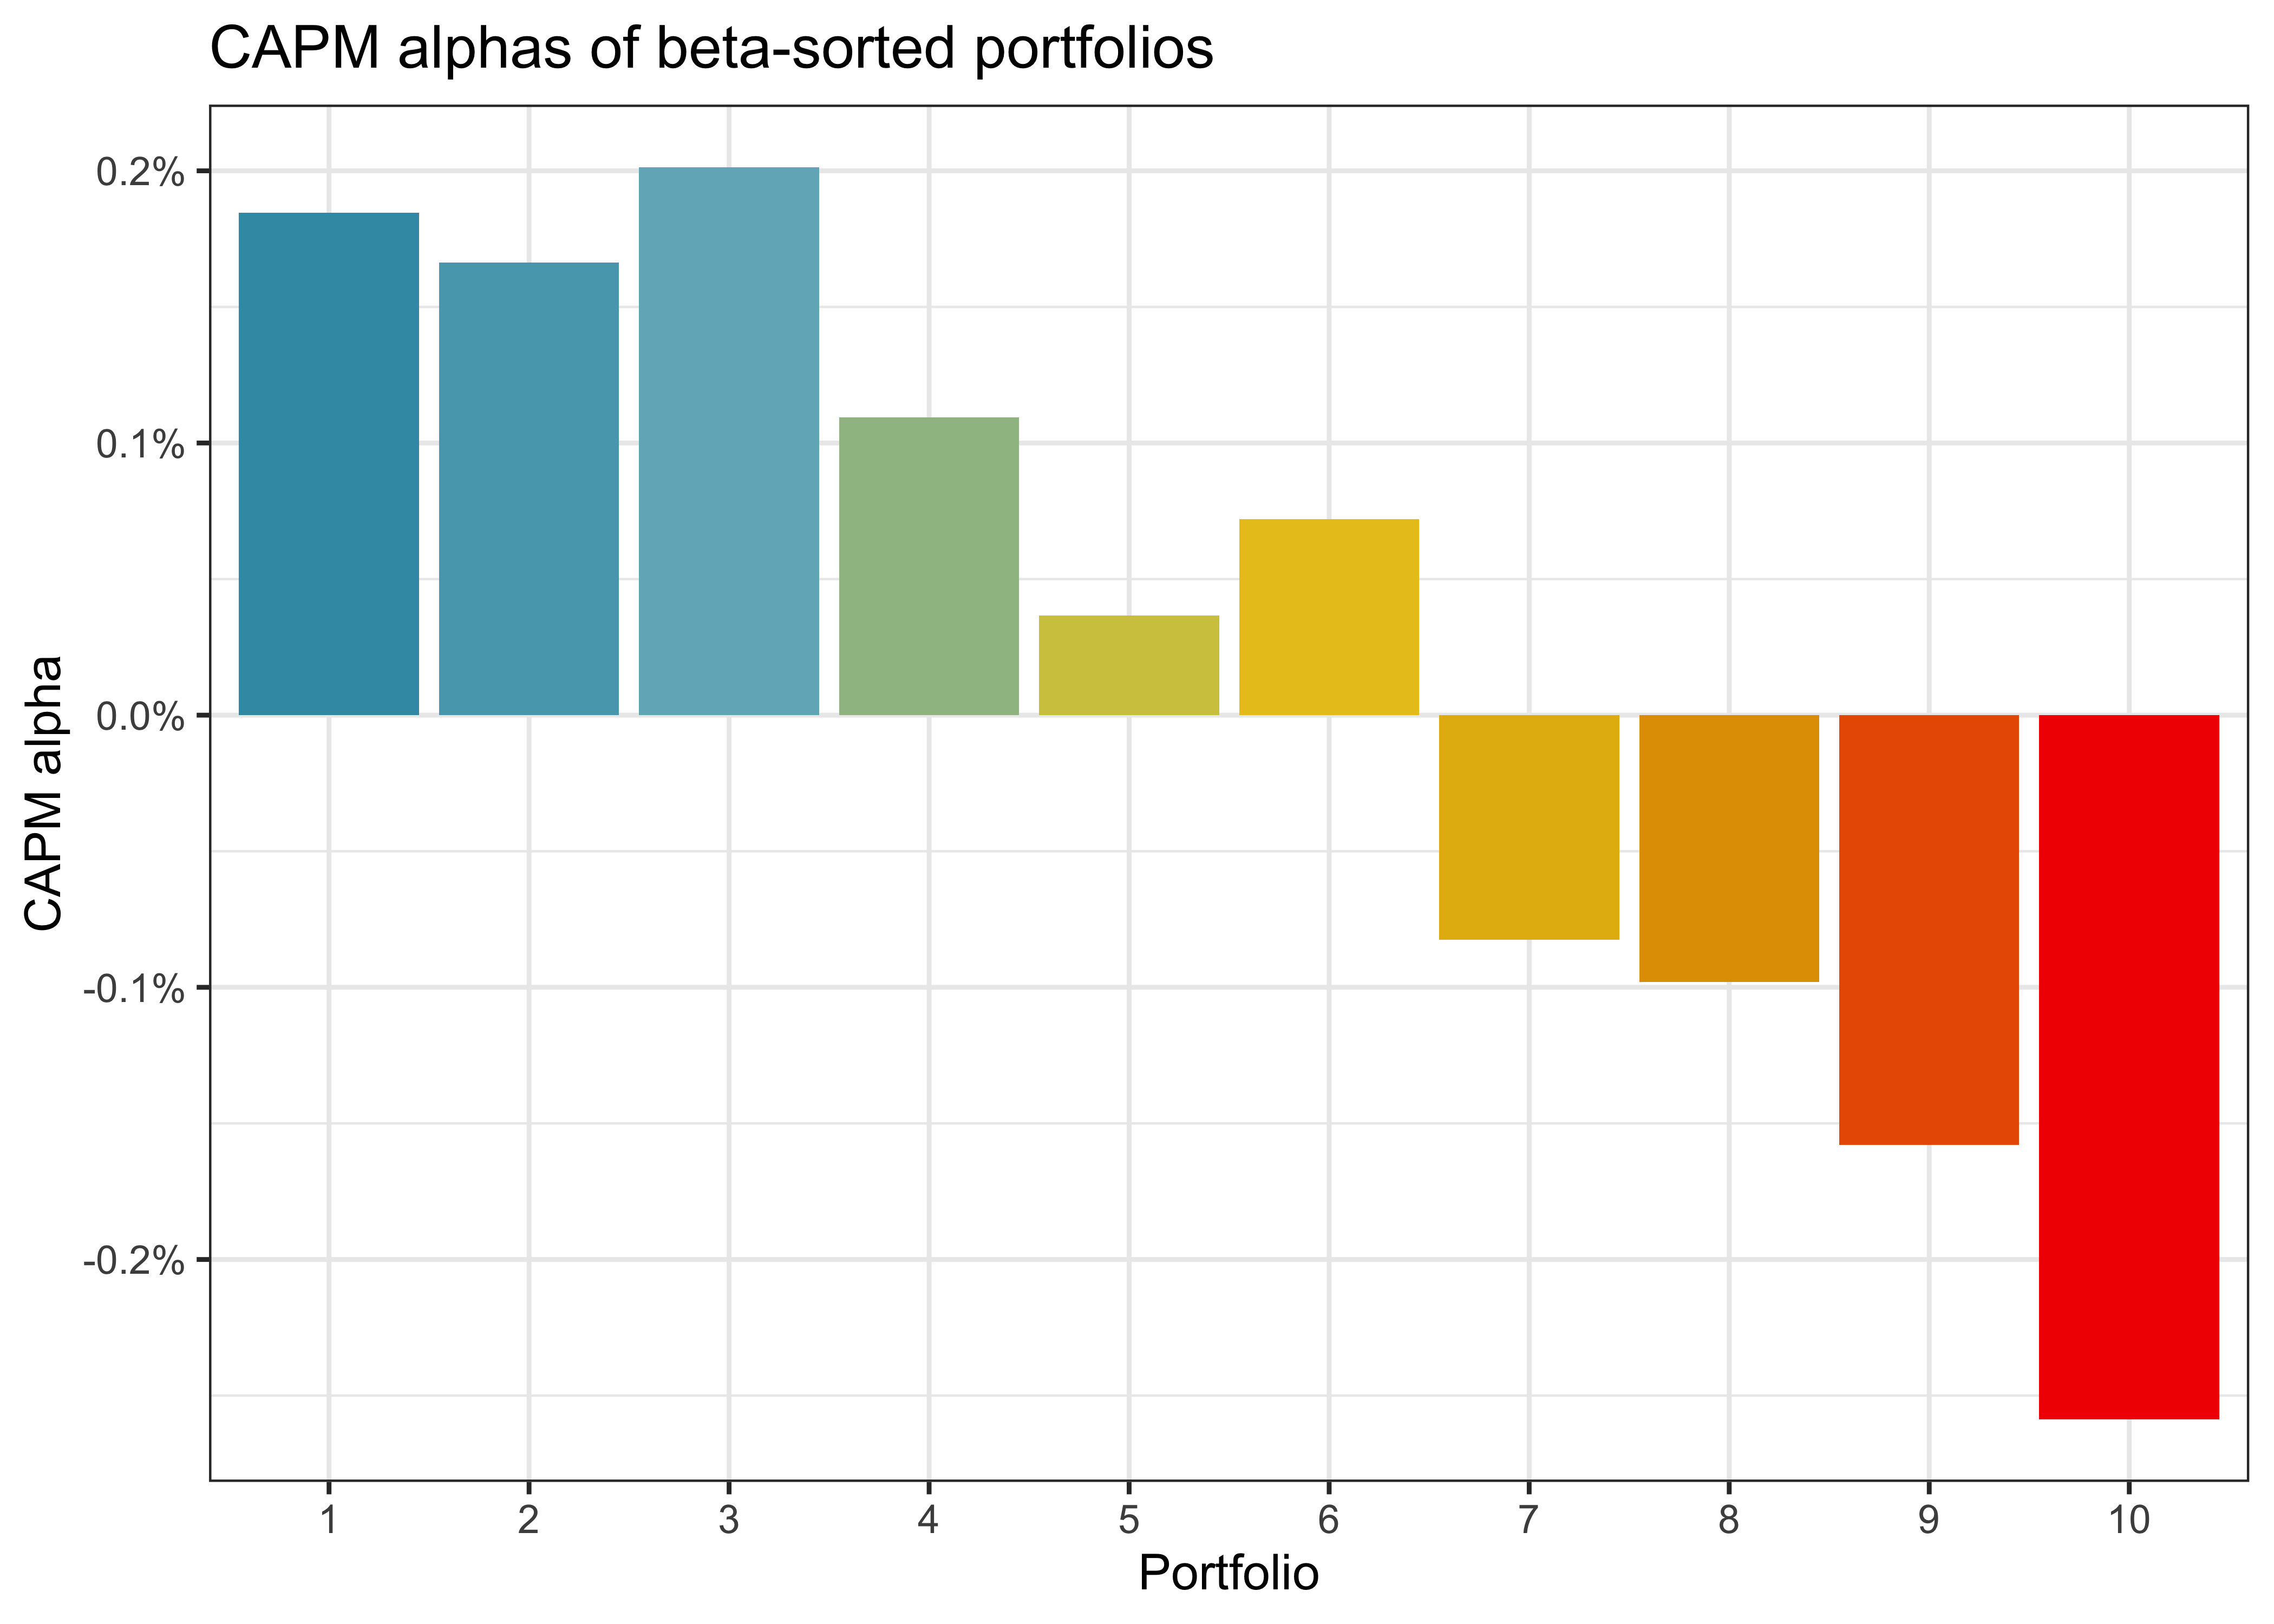 CAPM alphas of beta-sorted portfolios
0.2%
0.1%
0.0%
-0.1%
-0.2%
CAPM alpha
1 2 3 4 5 6 7 8 9 10
Portfolio